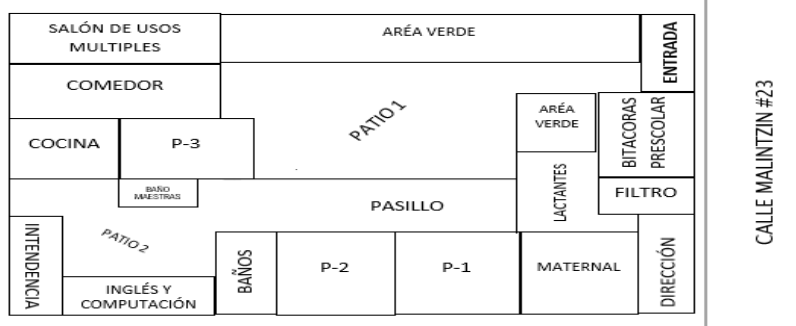 SALÓN DE USOS
MULTIPLES
ARÉA VERDE
ENTRADA
COMEDOR
PATIO 1
ARÉA
VERDE
BITACORAS
PRESCOLAR
CALLE MALINTZIN #23
COCINA
P-3
LACTANTES
FILTRO
BAÑO
MAESTRAS
PASILLO
INTENDENCIA
PATIO 2
BAÑOS
P-2
P-1
MATERNAL
DIRECCIÓN
INGLÉS Y
COMPUTACIÓN